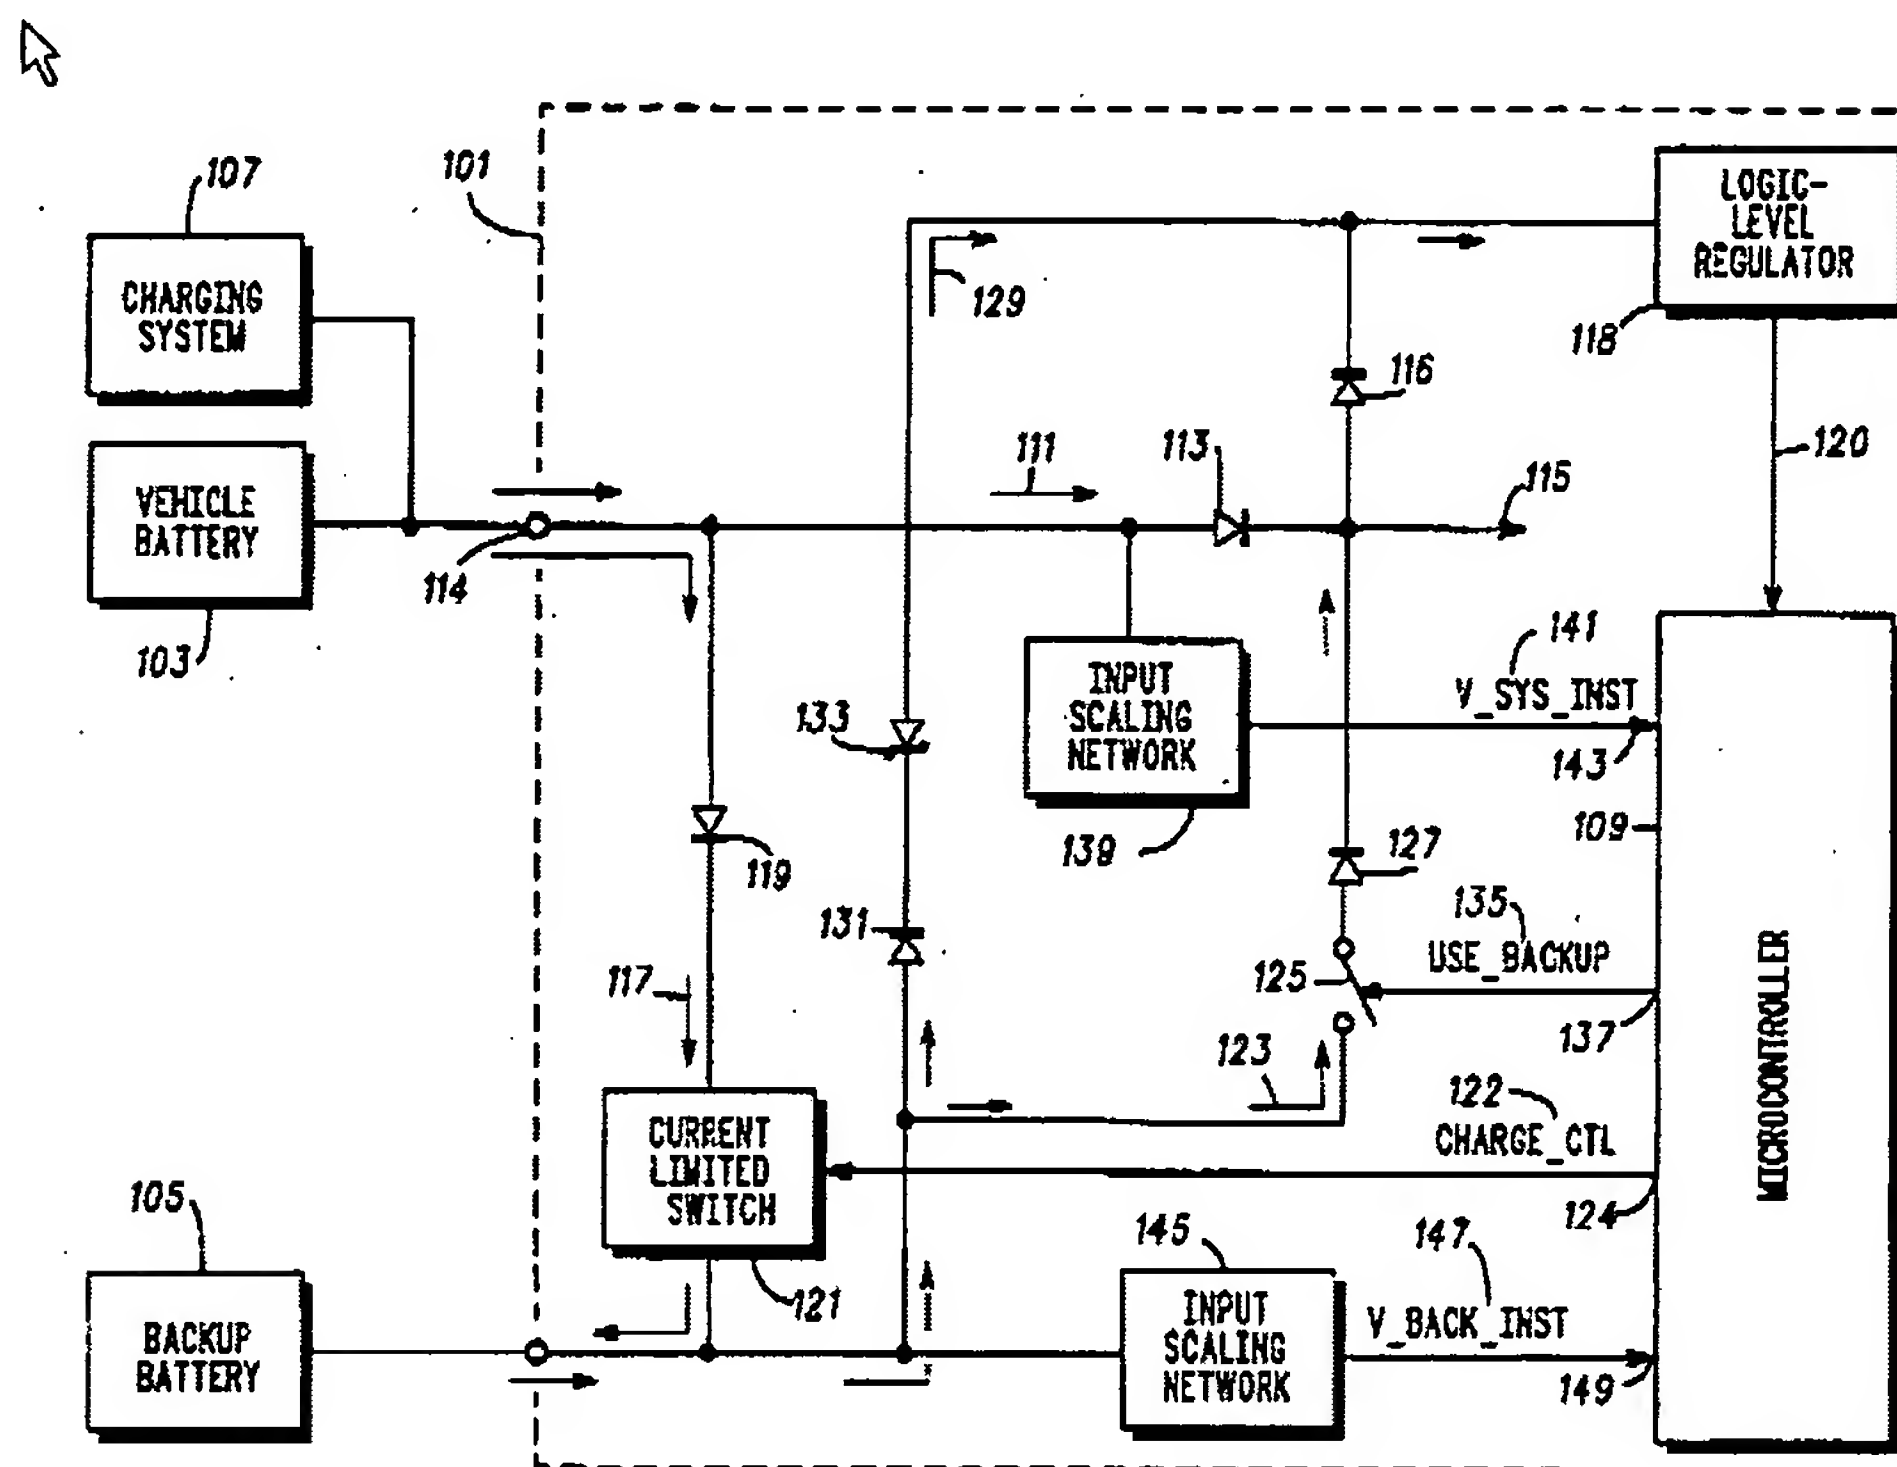 107
101
LOGIC-
LEVEL
REGULATOR
CHARGING
SYSTEM
129
118
116
111
113
120
115
VEHICLE
BATTERY
114
103
141
INPUT
SCALING
NETWORK
V_SYS_INST
133
143
109
139
127
119
135
131
USE_BACKUP
117
125
137
123
MICROCONTROLLER
122
CURRENT
LIMITED
SWITCH
CHARGE_CTL
105
124
145
147
121
BACKUP
BATTERY
INPUT
SCALING
NETWORK
V_BACK_INST
149